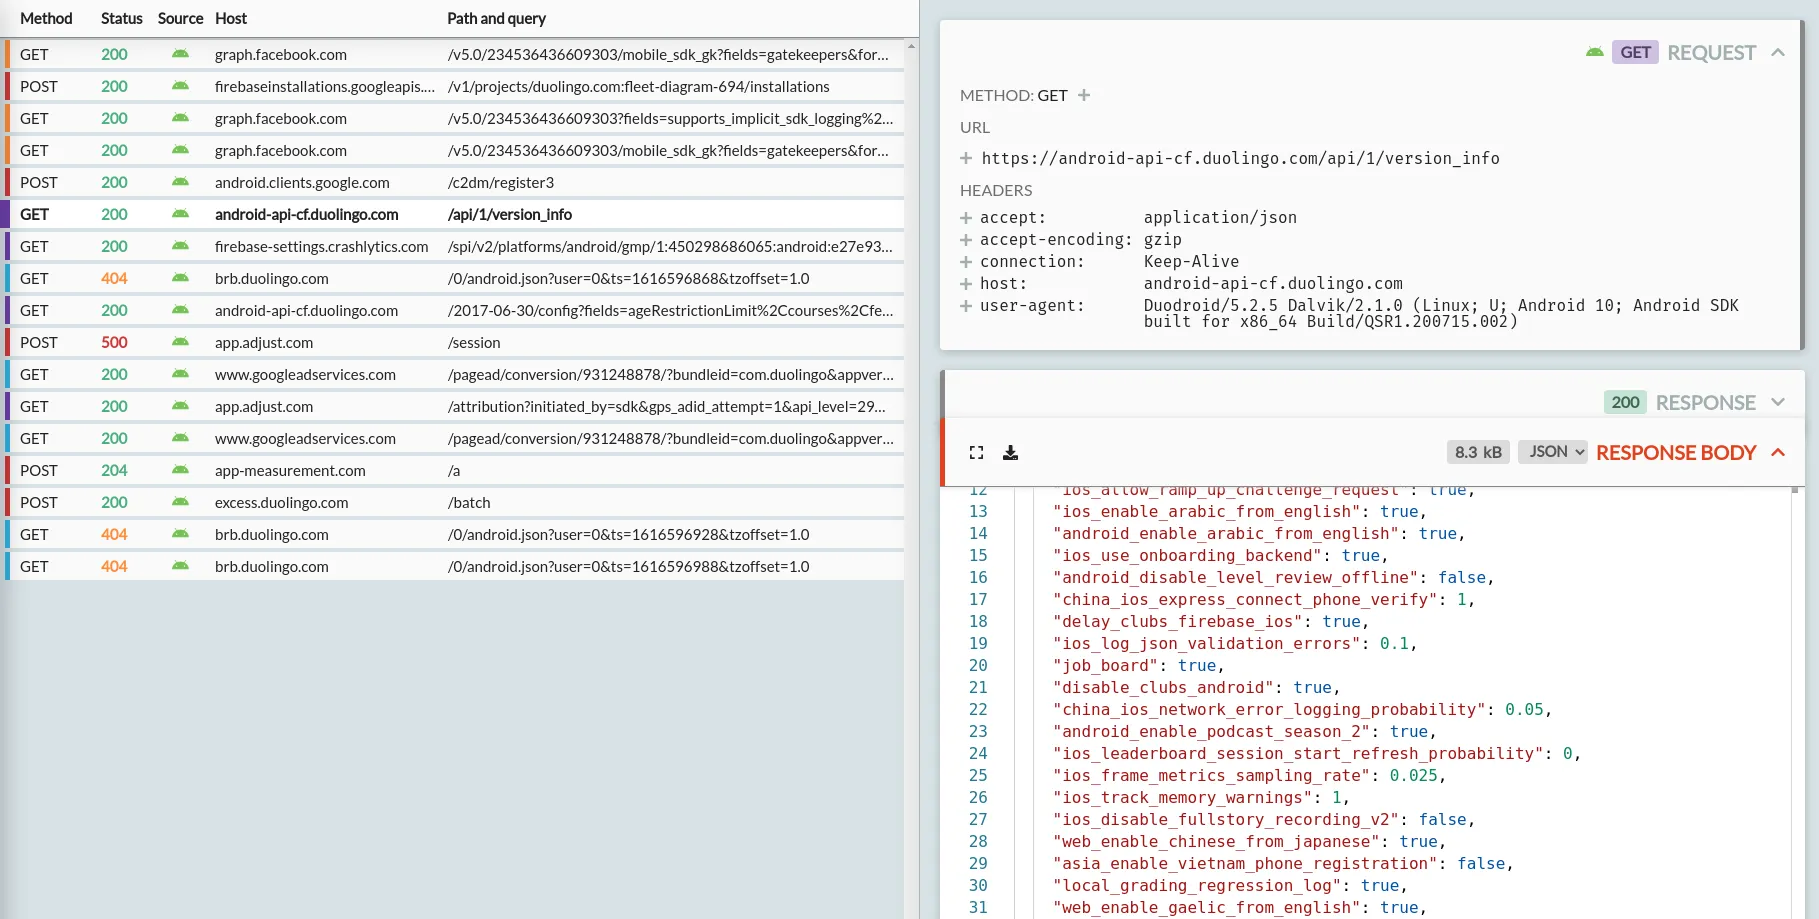 Method Status Source Host Path and query
GET 200 graph.facebook.com /v5.0/234536436609303/mobile_sdk_gk?fields=gatekeepers&for...
POST 200 firebaseinstallations.googleapis.... /v1/projects/duolingo.com:fleet-diagram-694/installations
GET 200 graph.facebook.com /v5.0/234536436609303?fields=supports_implicit_sdk_logging%2...
GET 200 graph.facebook.com /v5.0/234536436609303/mobile_sdk_gk?fields=gatekeepers&for...
POST 200 android.clients.google.com /c2dm/register3
GET 200 android-api-cf.duolingo.com /api/1/version_info
GET 200 firebase-settings.crashlytics.com /spi/v2/platforms/android/gmp/1:450298686065:android:e27e93...
GET 404 brb.duolingo.com /0/android.json?user=0&ts=1616596868&tzoffset=1.0
GET 200 android-api-cf.duolingo.com /2017-06-30/config?fields=ageRestrictionLimit%2Ccourses%2Cfe...
POST 500 app.adjust.com /session
GET 200 www.googleadservices.com /pagead/conversion/931248878/?bundleid=com.duolingo&appver...
GET 200 app.adjust.com /attribution?initiated_by=sdk&gps_adid_attempt=1&api_level=29...
GET 200 www.googleadservices.com /pagead/conversion/931248878/?bundleid=com.duolingo&appver...
POST 204 app-measurement.com /a
POST 200 excess.duolingo.com /batch
GET 404 brb.duolingo.com /0/android.json?user=0&ts=1616596928&tzoffset=1.0
GET 404 brb.duolingo.com /0/android.json?user=0&ts=1616596988&tzoffset=1.0
GET REQUEST
METHOD: GET
URL
https://android-api-cf.duolingo.com/api/1/version_info
HEADERS
accept: application/json
accept-encoding: gzip
connection: Keep-Alive
host: android-api-cf.duolingo.com
user-agent: Duodroid/5.2.5 Dalvik/2.1.0 (Linux; U; Android 10; Android SDK
built for x86_64 Build/QSR1.200715.002)
200 RESPONSE
8.3 kB JSON RESPONSE BODY
12 "ios_allow_ramp_up_challenge_request": true,
13 "ios_enable_arabic_from_english": true,
14 "android_enable_arabic_from_english": true,
15 "ios_use_onboarding_backend": true,
16 "android_disable_level_review_offline": false,
17 "china_ios_express_connect_phone_verify": 1,
18 "delay_clubs_firebase_ios": true,
19 "ios_log_json_validation_errors": 0.1,
20 "job_board": true,
21 "disable_clubs_android": true,
22 "china_ios_network_error_logging_probability": 0.05,
23 "android_enable_podcast_season_2": true,
24 "ios_leaderboard_session_start_refresh_probability": 0,
25 "ios_frame_metrics_sampling_rate": 0.025,
26 "ios_track_memory_warnings": 1,
27 "ios_disable_fullstory_recording_v2": false,
28 "web_enable_chinese_from_japanese": true,
29 "asia_enable_vietnam_phone_registration": false,
30 "local_grading_regression_log": true,
31 "web_enable_gaelic_from_english": true,